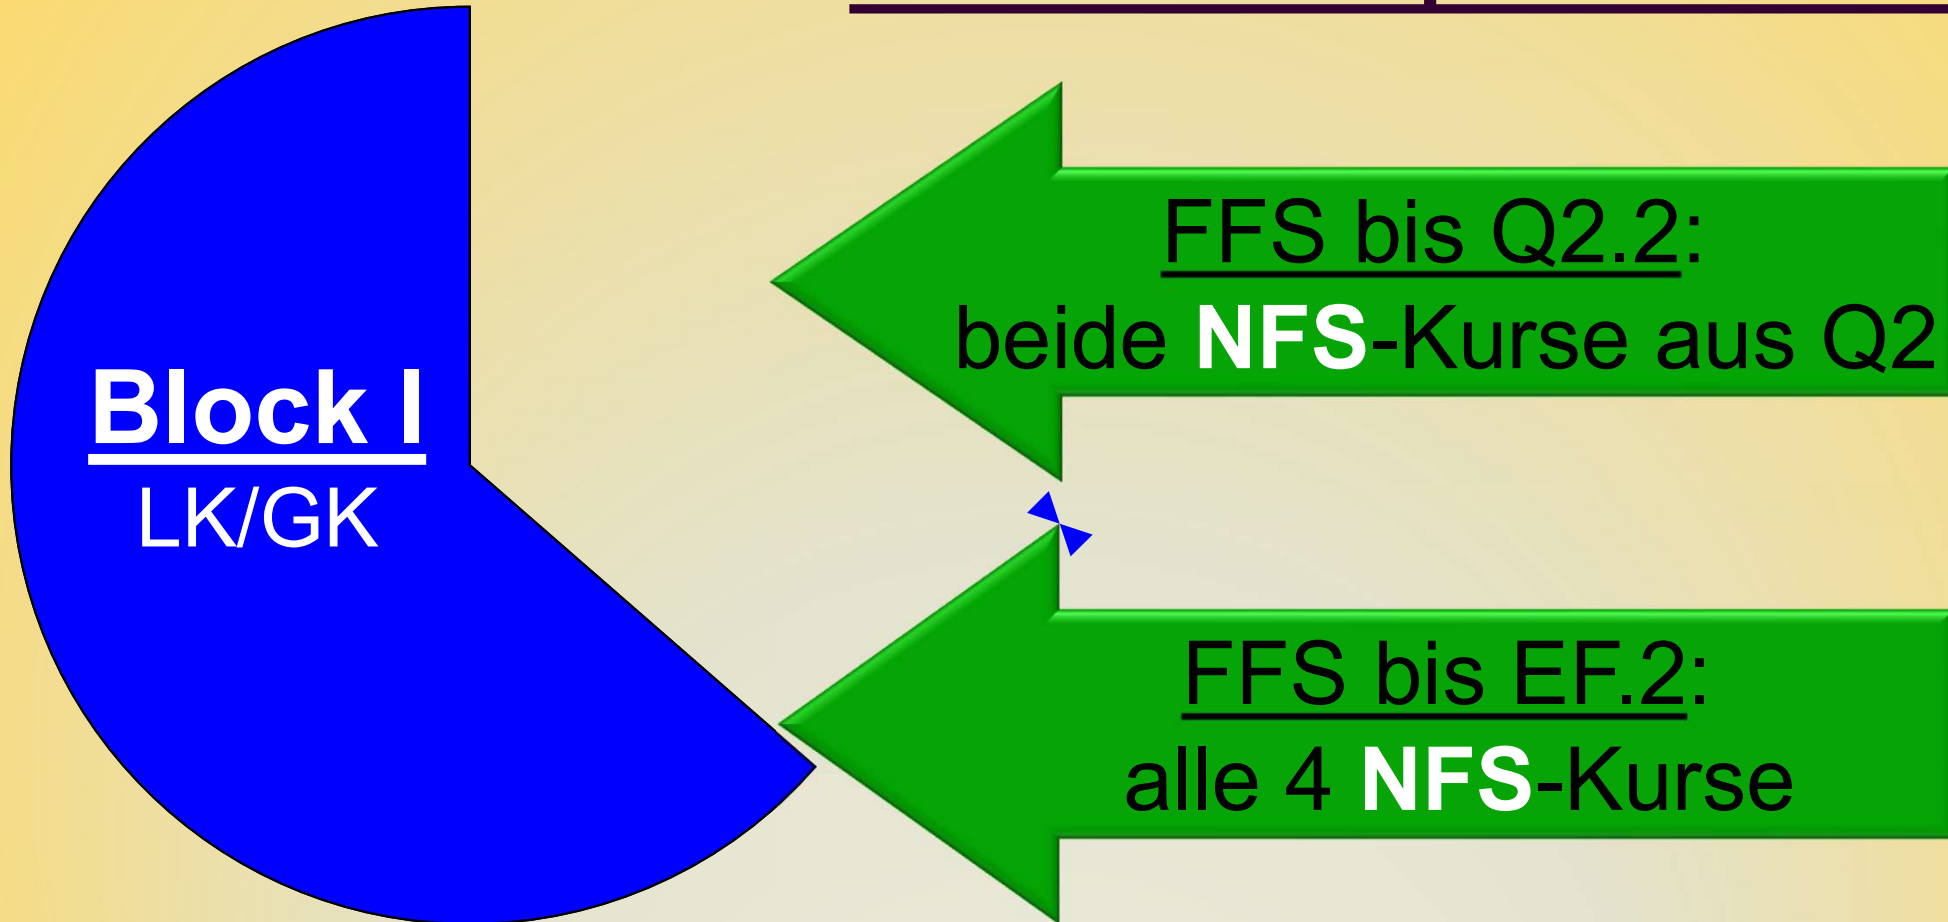 Block I
LK/GK
FFS bis Q2.2:
beide NFS-Kurse aus Q2
FFS bis EF.2:
alle 4 NFS-Kurse